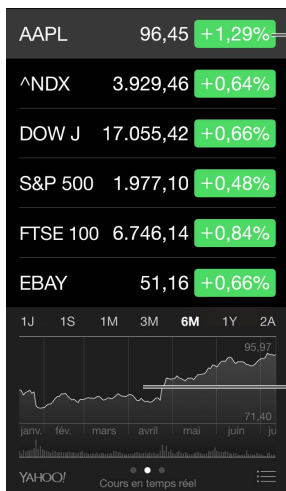 AAPL 96,45 +1,29%
^NDX 3.929,46 +0,64%
DOW J 17.055,42 +0,66%
S&P 500 1.977,10 +0,48%
FTSE 100 6.746,14 +0,84%
EBAY 51,16 +0,66%
1J 1S 1M 3M 6M 1Y 2A
95,97
71,40
janv. fév. mars avril mai juin ju
YAHOO!
Cours en temps réel